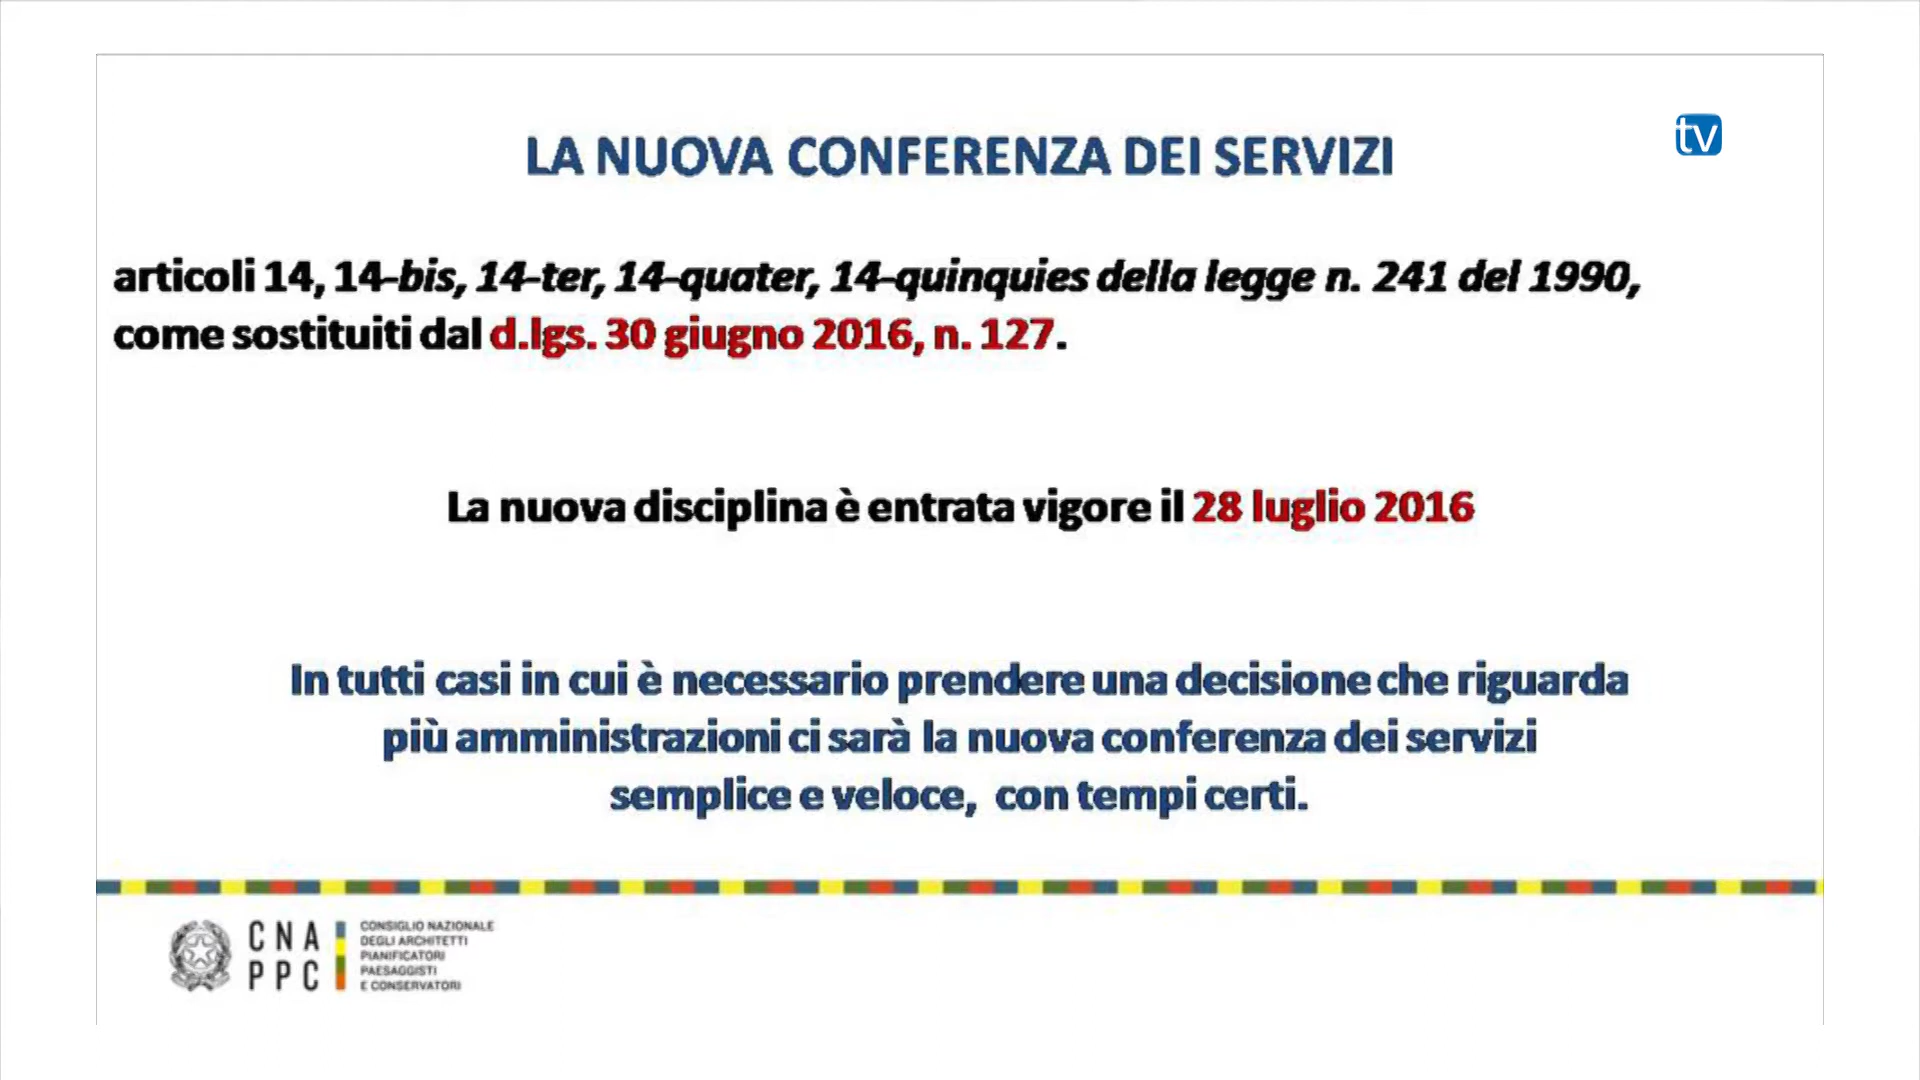 LA NUOVA CONFERENZA DEI SERVIZI
tv
articoli 14, 14-bis, 14-ter, 14-quater, 14-quinquies della legge n. 241 del 1990,
come sostituiti dal d.lgs. 30 giugno 2016, n. 127.
La nuova disciplina è entrata vigore il 28 luglio 2016
In tutti casi in cui è necessario prendere una decisione che riguarda
più amministrazioni ci sarà la nuova conferenza dei servizi
semplice e veloce, con tempi certi.
CNA
PPC
CONSIGLIO NAZIONALE
DEGLI ARCHITETTI
PIANIFICATORI
PAESAGGISTI
E CONSERVATORI